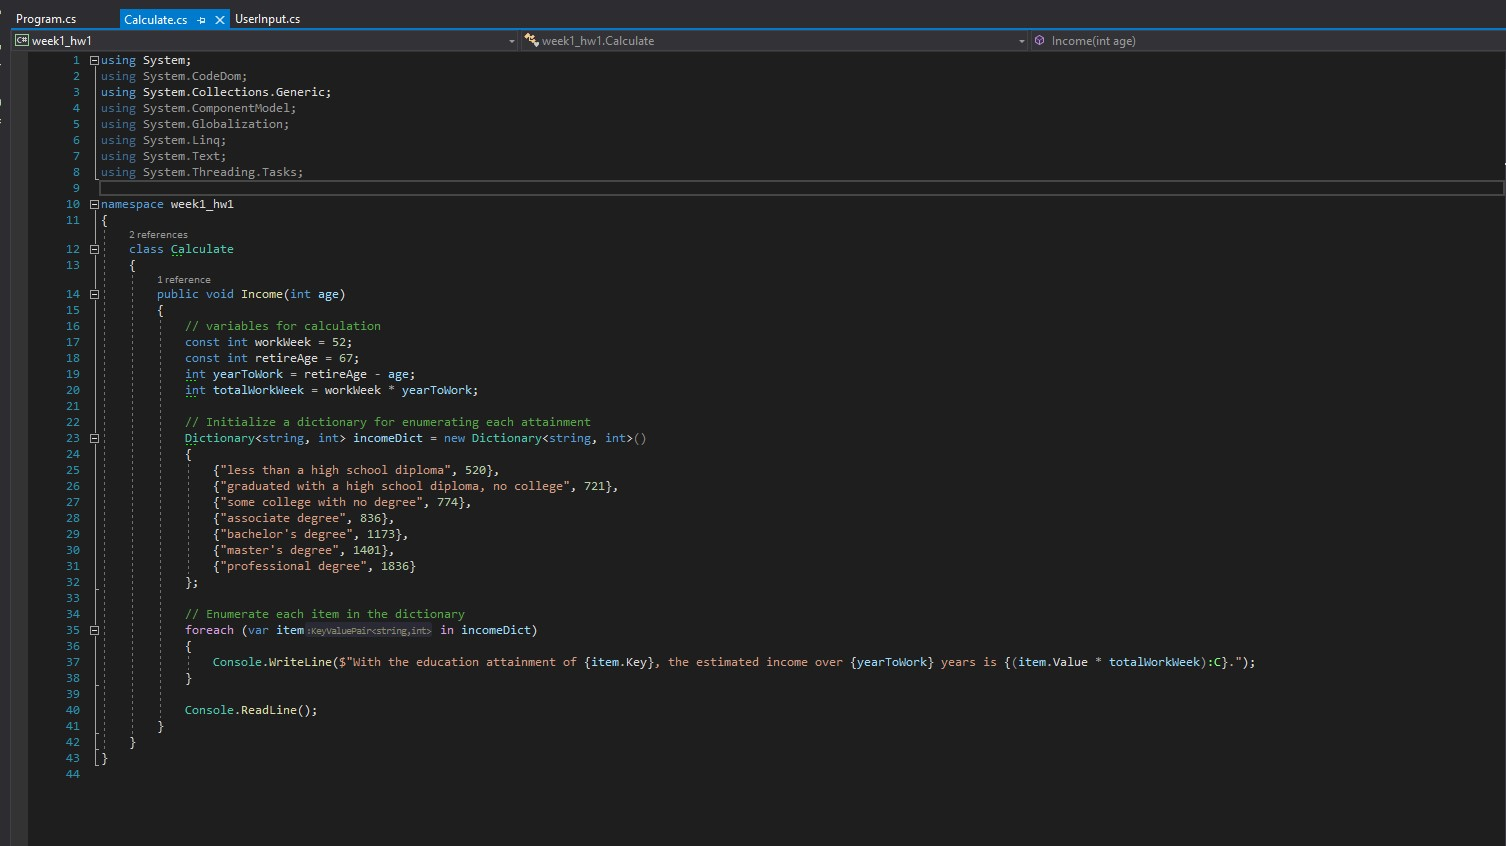 Program.cs Calculate.cs UserInput.cs
C# week1_hw1 week1_hw1.Calculate Income(int age)
1 using System;
2 using System.CodeDom;
3 using System.Collections.Generic;
4 using System.ComponentModel;
5 using System.Globalization;
6 using System.Linq;
7 using System.Text;
8 using System.Threading.Tasks;
9
10 namespace week1_hw1
11 {
2 references
12 class Calculate
13 {
1 reference
14 public void Income(int age)
15 {
16 // variables for calculation
17 const int workWeek = 52;
18 const int retireAge = 67;
19 int yearToWork = retireAge - age;
20 int totalWorkWeek = workWeek * yearToWork;
21
22 // Initialize a dictionary for enumerating each attainment
23 Dictionary<string, int> incomeDict = new Dictionary<string, int>()
24 {
25 {"less than a high school diploma", 520},
26 {"graduated with a high school diploma, no college", 721},
27 {"some college with no degree", 774},
28 {"associate degree", 836},
29 {"bachelor's degree", 1173},
30 {"master's degree", 1401},
31 {"professional degree", 1836}
32 };
33
34 // Enumerate each item in the dictionary
35 foreach (var item:KeyValuePair<string,int> in incomeDict)
36 {
37 Console.WriteLine($"With the education attainment of {item.Key}, the estimated income over {yearToWork} years is {(item.Value * totalWorkWeek):C}.");
38 }
39
40 Console.ReadLine();
41 }
42 }
43 }
44